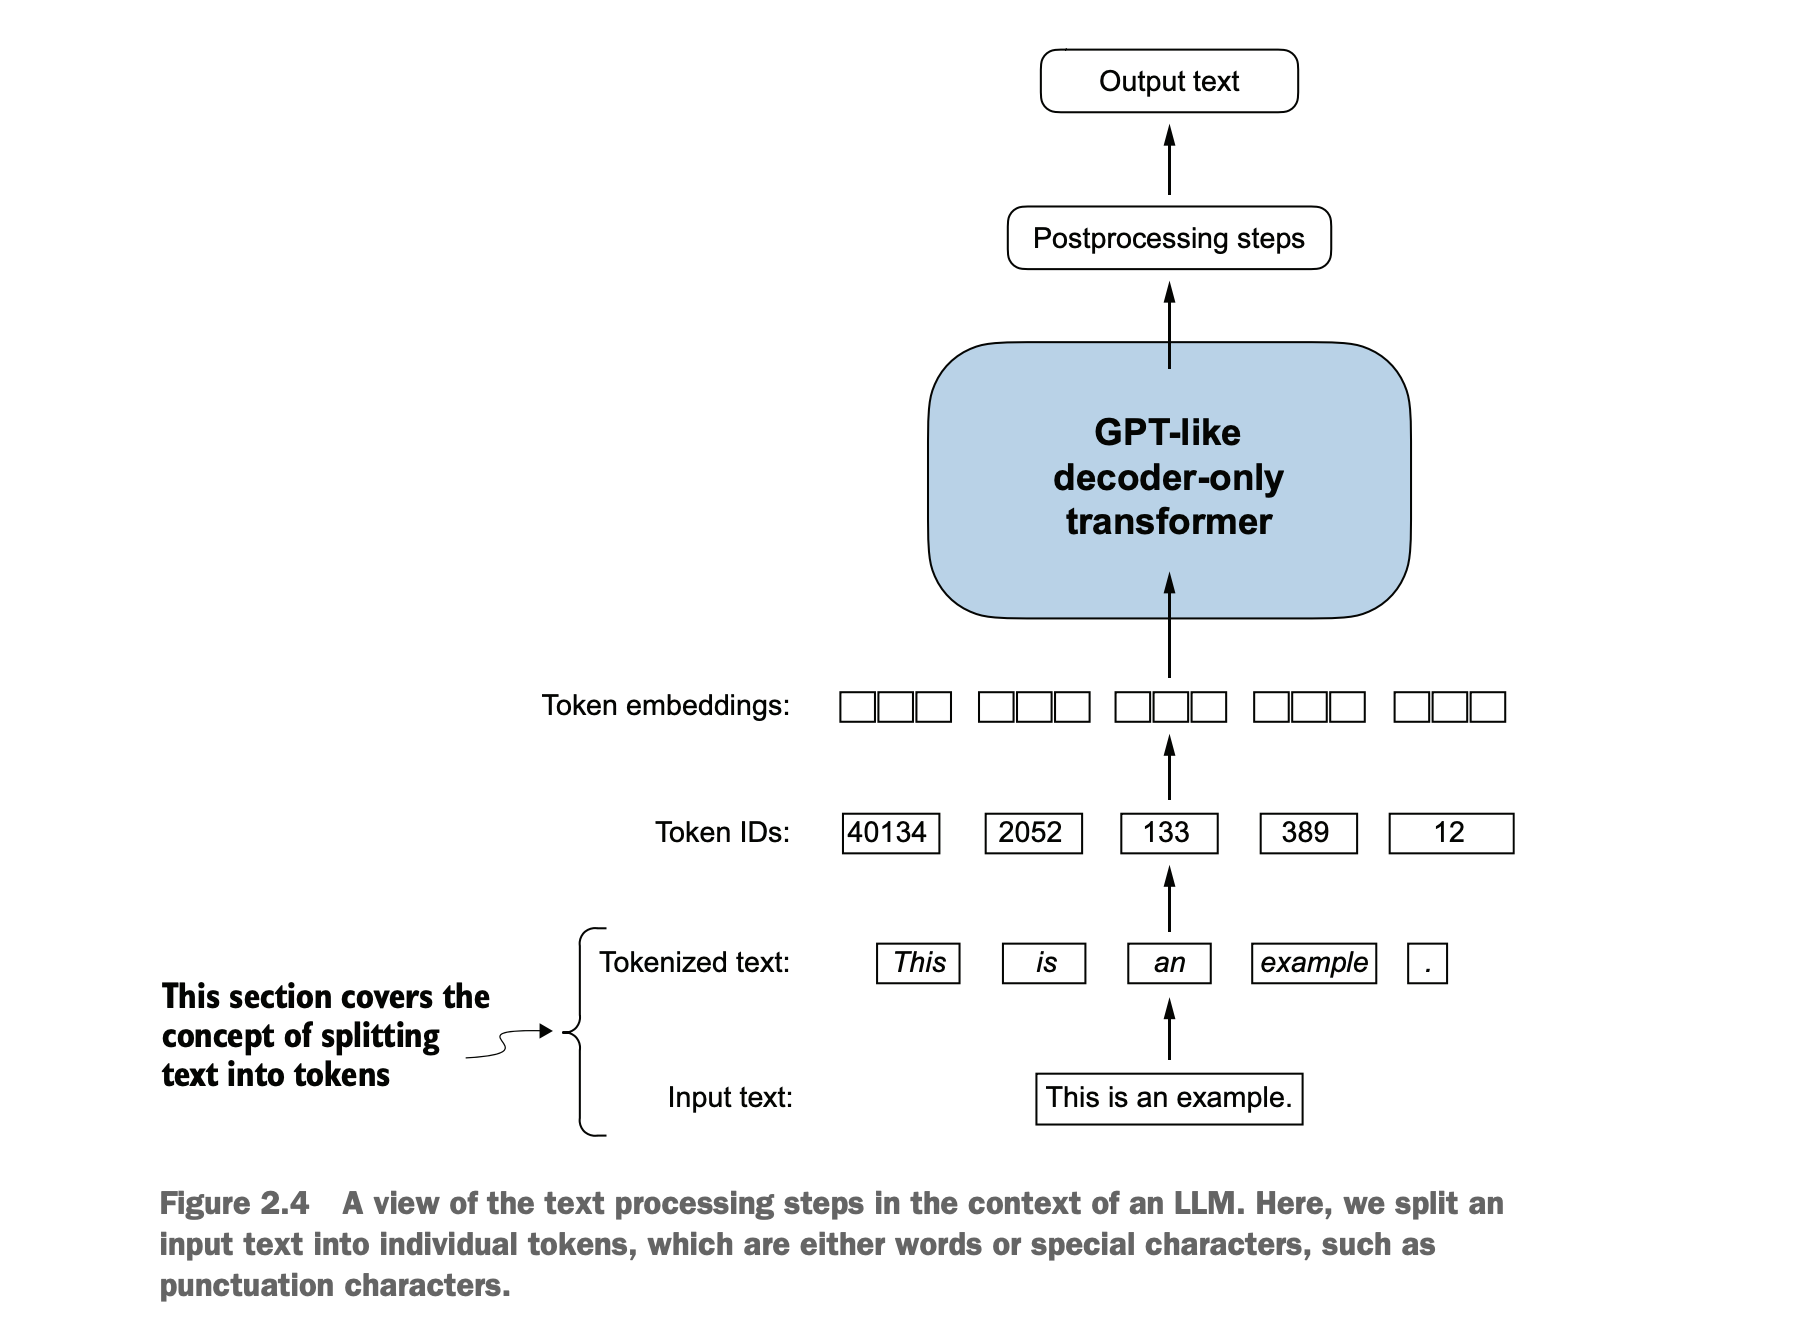 Output text
Postprocessing steps
GPT-like
decoder-only
transformer
Token embeddings:
Token IDs: 40134 2052 133 389 12
Tokenized text: This is an example .
This section covers the
concept of splitting
text into tokens
Input text: This is an example.
Figure 2.4 A view of the text processing steps in the context of an LLM. Here, we split an
input text into individual tokens, which are either words or special characters, such as
punctuation characters.